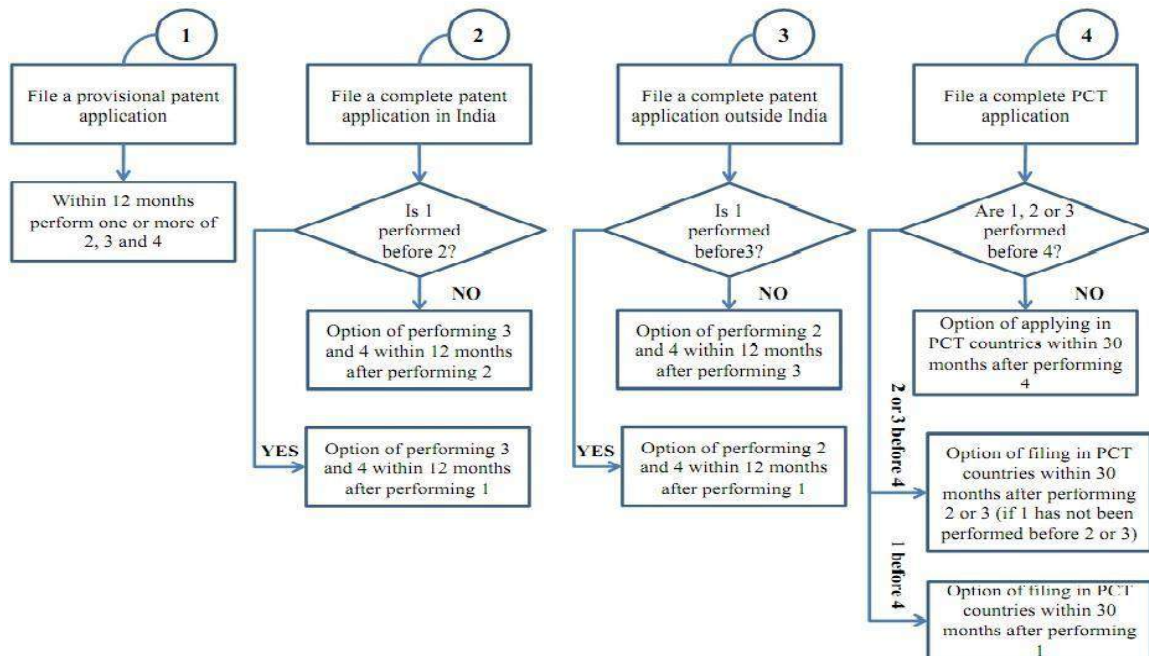 1
File a provisional patent
application
Within 12 months
perform one or more of
2, 3 and 4
2
File a complete patent
application in India
Is 1
performed
before 2?
NO
Option of performing 3
and 4 within 12 months
after performing 2
YES
Option of performing 3
and 4 within 12 months
after performing 1
3
File a complete patent
application outside India
Is 1
performed
before3?
NO
Option of performing 2
and 4 within 12 months
after performing 3
YES
Option of performing 2
and 4 within 12 months
after performing 1
4
File a complete PCT
application
Are 1, 2 or 3
performed
before 4?
NO
Option of applying in
PCT countries within 30
months after performing
4
2 or 3 before 4
Option of filing in PCT
countries within 30
months after performing
2 or 3 (if 1 has not been
performed before 2 or 3)
1 before 4
Option of filing in PCT
countries within 30
months after performing
1